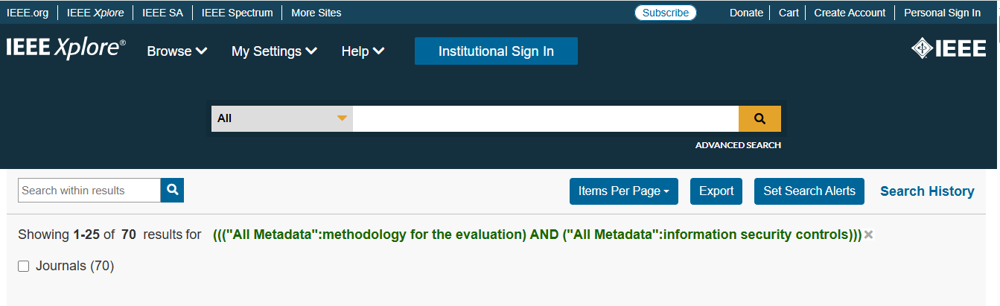 IEEE.org IEEE Xplore IEEE SA IEEE Spectrum More Sites Subscribe Donate Cart Create Account Personal Sign In
IEEE Xplore® Browse My Settings Help Institutional Sign In IEEE
All
ADVANCED SEARCH
Search within results Items Per Page Export Set Search Alerts Search History
Showing 1-25 of 70 results for ((("All Metadata":methodology for the evaluation) AND ("All Metadata":information security controls)))
Journals (70)